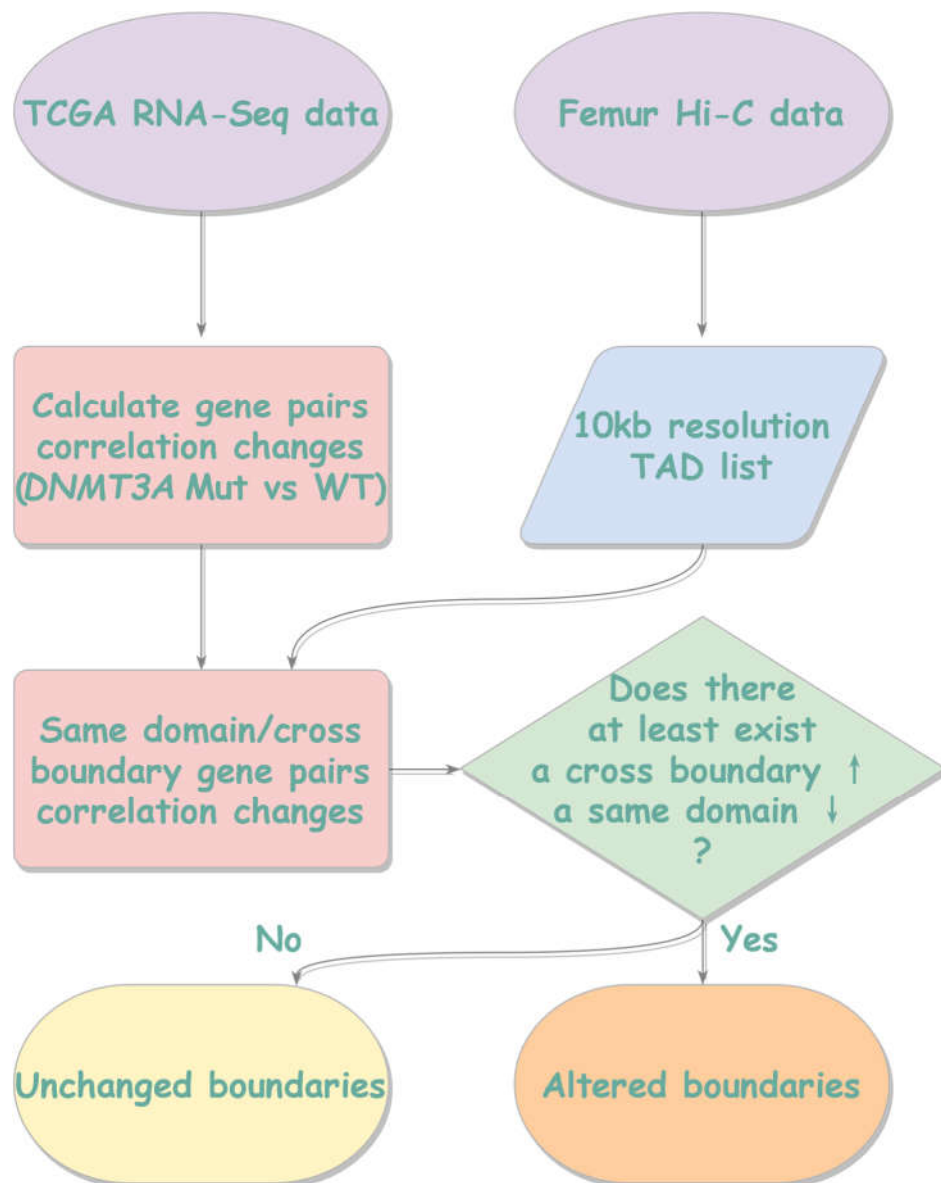 TCGA RNA-Seq data
Femur Hi-C data
Calculate gene pairs
correlation changes
(DNMT3A Mut vs WT)
10kb resolution
TAD list
Same domain/cross
boundary gene pairs
correlation changes
Does there
at least exist
a cross boundary ↑
a same domain ↓
?
No
Yes
Unchanged boundaries
Altered boundaries